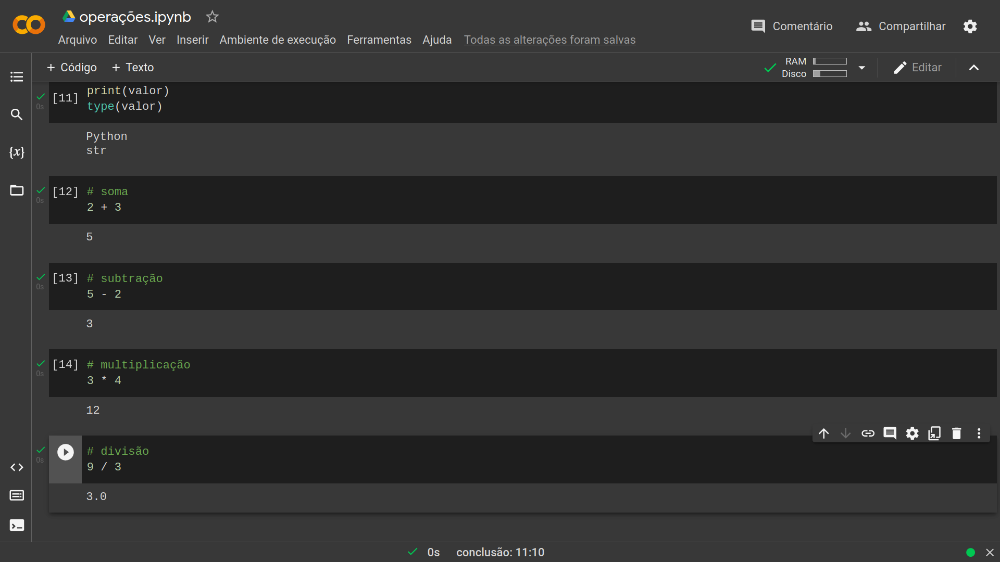 operações.ipynb
Arquivo Editar Ver Inserir Ambiente de execução Ferramentas Ajuda Todas as alterações foram salvas
Comentário Compartilhar
+ Código + Texto
RAM
Disco
Editar
[11] print(valor)
type(valor)
0s
Python
str
[12] # soma
2 + 3
0s
5
[13] # subtração
5 - 2
0s
3
[14] # multiplicação
3 * 4
0s
12
# divisão
9 / 3
0s
3.0
{x}
0s conclusão: 11:10